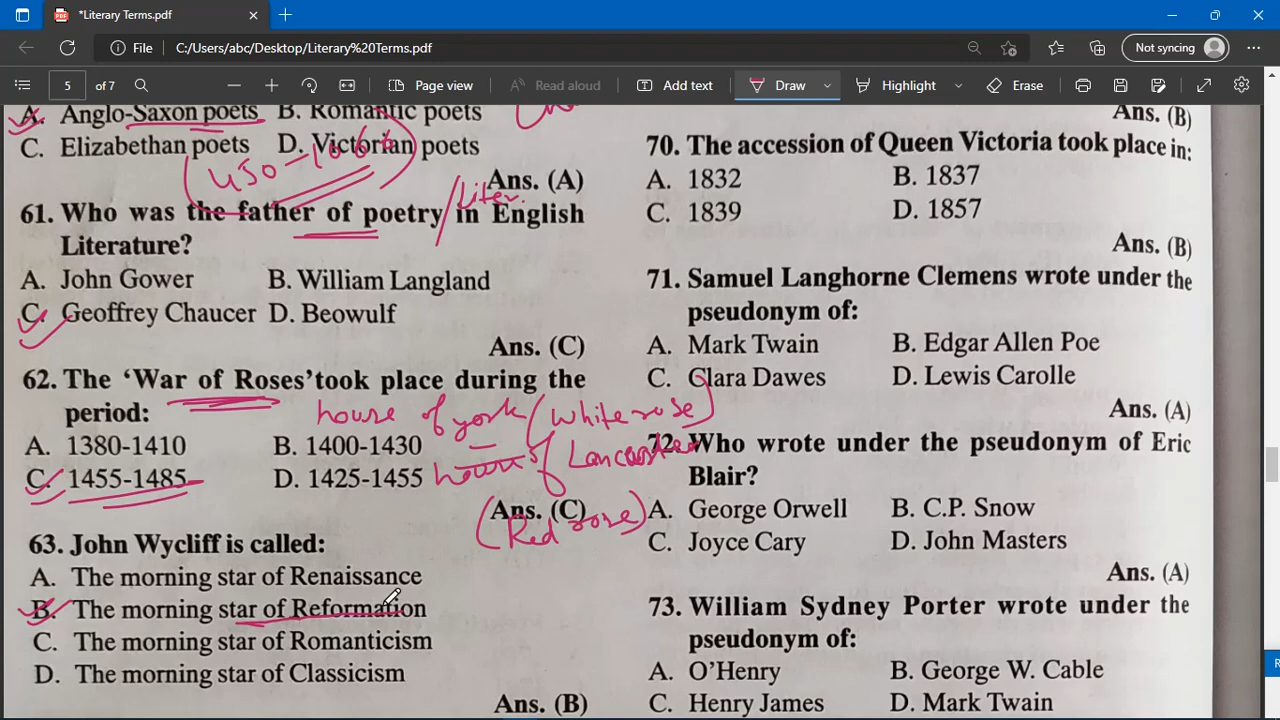 *Literary Terms.pdf
File C:/Users/abc/Desktop/Literary%20Terms.pdf
Not syncing
5 of 7
Page view
Read aloud
Add text
Draw
Highlight
Erase
A. Anglo-Saxon poets B. Romantic poets
C. Elizabethan poets D. Victorian poets
450-1066
Ans. (A)
61. Who was the father of poetry in English
/Liter.
Literature?
A. John Gower B. William Langland
C. Geoffrey Chaucer D. Beowulf
Ans. (C)
62. The ‘War of Roses’took place during the
period:
house of york (white rose)
A. 1380-1410 B. 1400-1430
C. 1455-1485 D. 1425-1455
house of Lancaster
Ans. (C)
(Red rose)
63. John Wycliff is called:
A. The morning star of Renaissance
B. The morning star of Reformation
C. The morning star of Romanticism
D. The morning star of Classicism
Ans. (B)
Ans. (B)
70. The accession of Queen Victoria took place in:
A. 1832 B. 1837
C. 1839 D. 1857
Ans. (B)
71. Samuel Langhorne Clemens wrote under the
pseudonym of:
A. Mark Twain B. Edgar Allen Poe
C. Clara Dawes D. Lewis Carolle
Ans. (A)
72. Who wrote under the pseudonym of Eric
Blair?
A. George Orwell B. C.P. Snow
C. Joyce Cary D. John Masters
Ans. (A)
73. William Sydney Porter wrote under the
pseudonym of:
A. O’Henry B. George W. Cable
C. Henry James D. Mark Twain